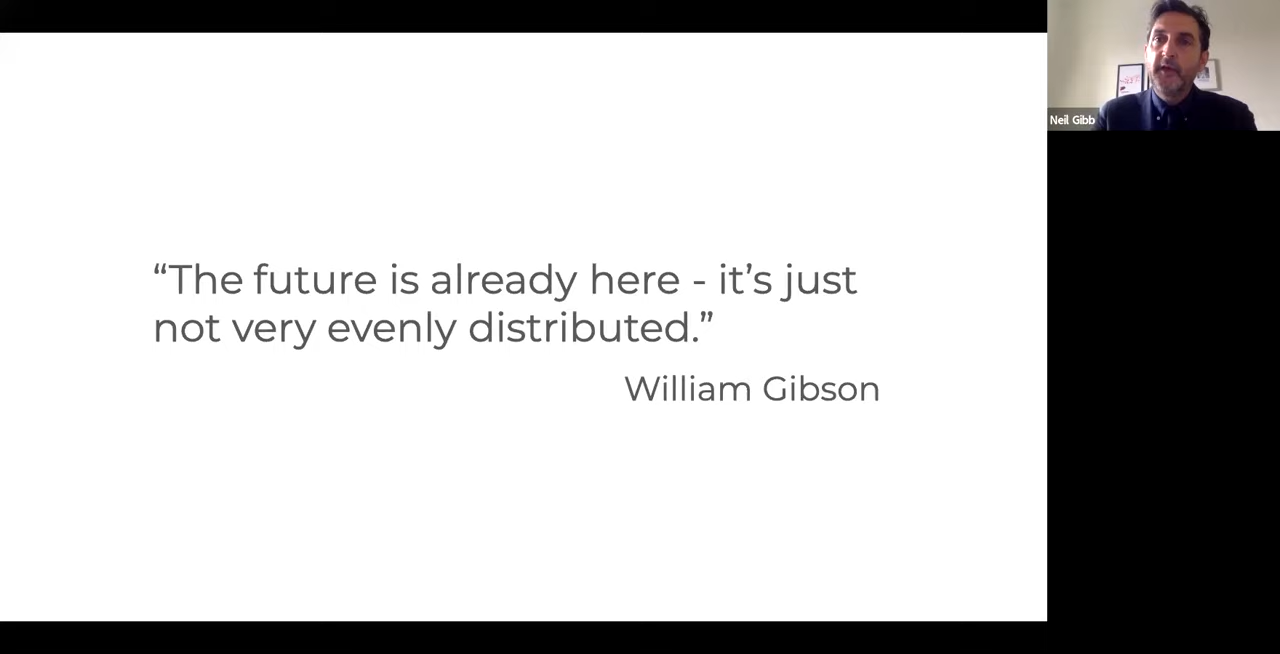 “The future is already here - it’s just
not very evenly distributed.”
William Gibson
Neil Gibb